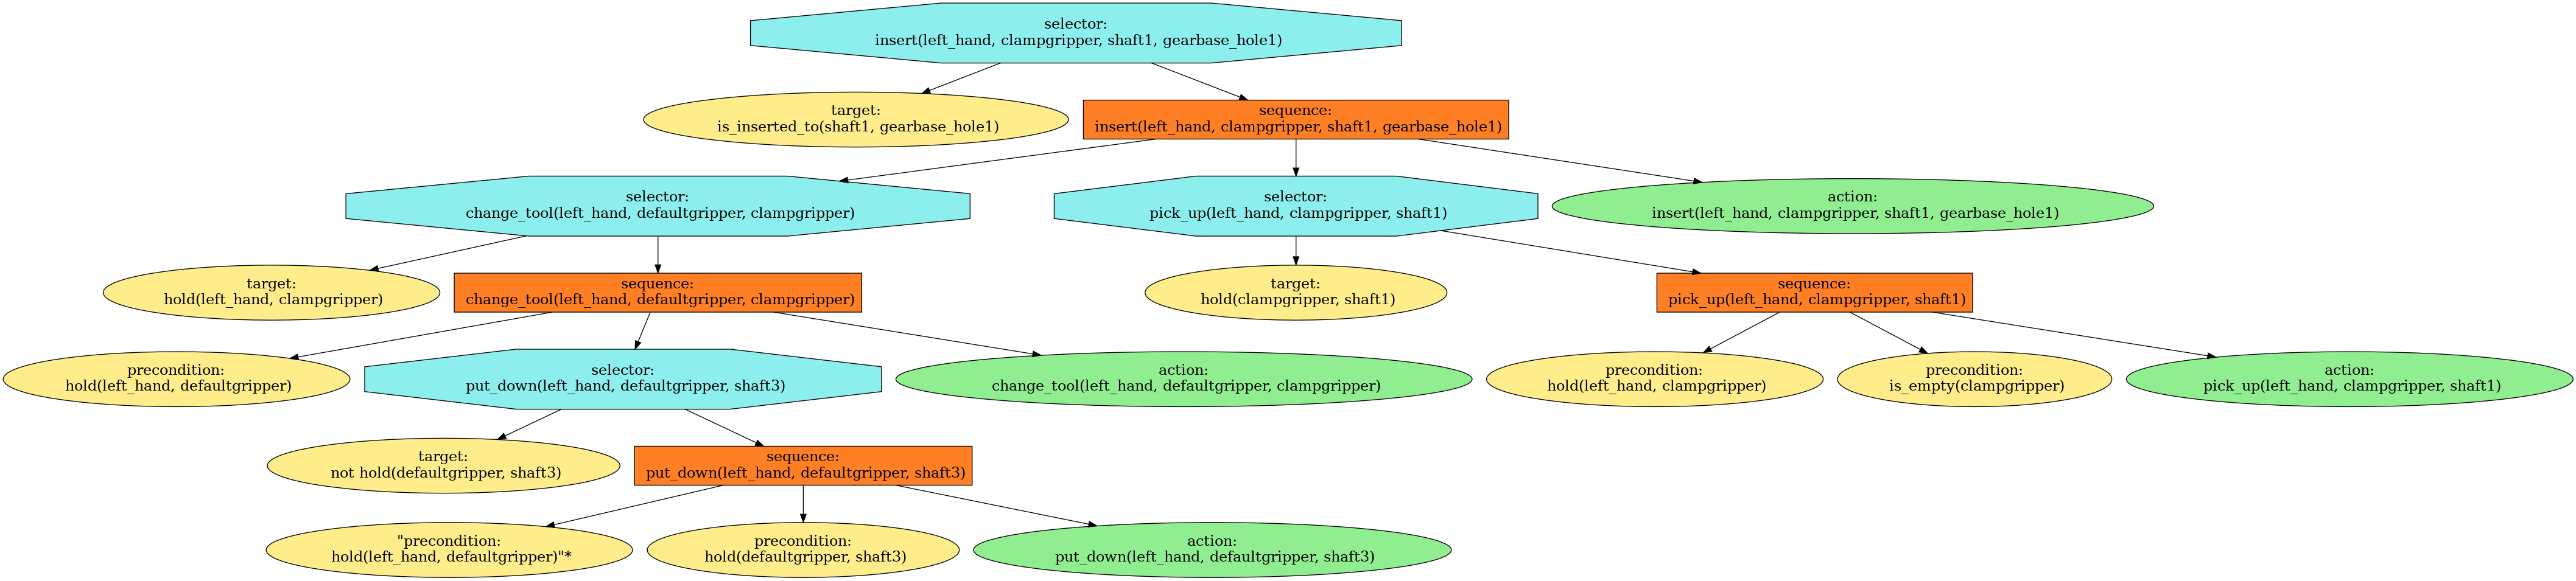 selector:
insert(left_hand, clampgripper, shaft1, gearbase_hole1)
target:
is_inserted_to(shaft1, gearbase_hole1)
sequence:
insert(left_hand, clampgripper, shaft1, gearbase_hole1)
selector:
change_tool(left_hand, defaultgripper, clampgripper)
selector:
pick_up(left_hand, clampgripper, shaft1)
action:
insert(left_hand, clampgripper, shaft1, gearbase_hole1)
target:
hold(left_hand, clampgripper)
sequence:
change_tool(left_hand, defaultgripper, clampgripper)
target:
hold(clampgripper, shaft1)
sequence:
pick_up(left_hand, clampgripper, shaft1)
precondition:
hold(left_hand, defaultgripper)
selector:
put_down(left_hand, defaultgripper, shaft3)
action:
change_tool(left_hand, defaultgripper, clampgripper)
precondition:
hold(left_hand, clampgripper)
precondition:
is_empty(clampgripper)
action:
pick_up(left_hand, clampgripper, shaft1)
target:
not hold(defaultgripper, shaft3)
sequence:
put_down(left_hand, defaultgripper, shaft3)
"precondition:
hold(left_hand, defaultgripper)"*
precondition:
hold(defaultgripper, shaft3)
action:
put_down(left_hand, defaultgripper, shaft3)